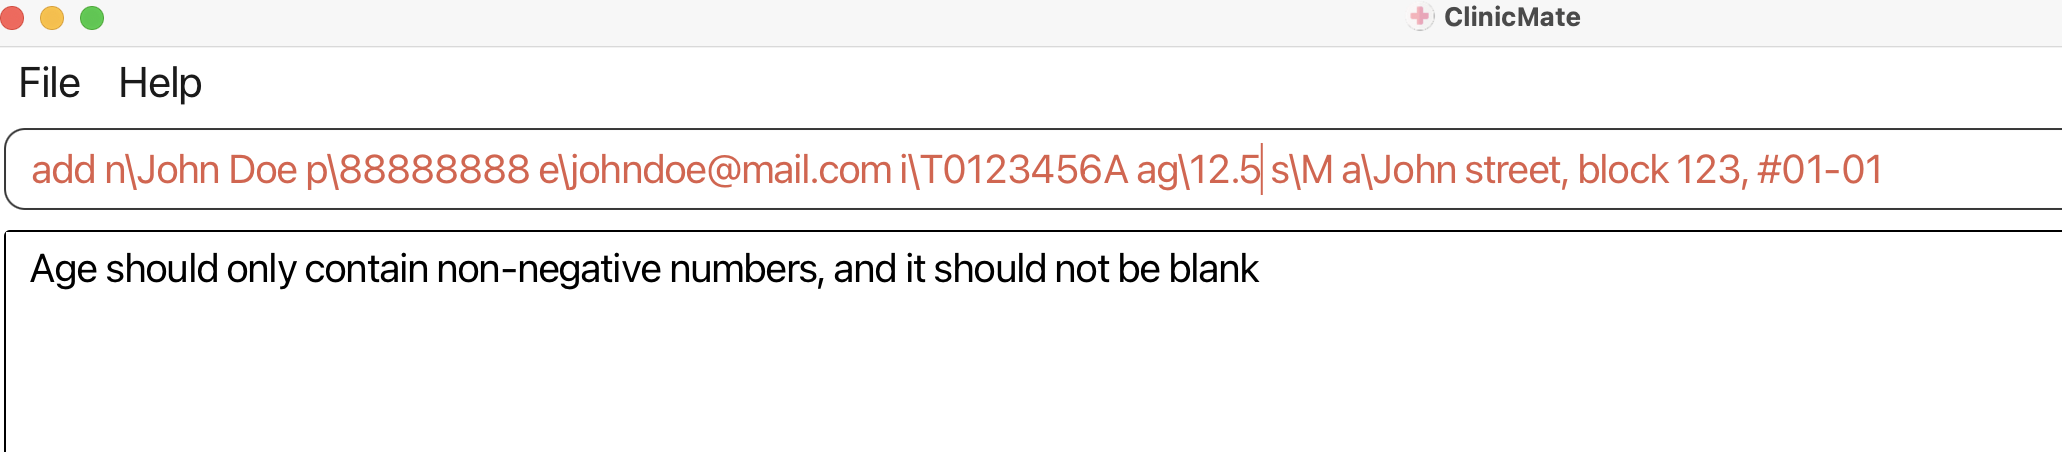 ClinicMate
File Help
add n\John Doe p\88888888 e\johndoe@mail.com i\T0123456A ag\12.5 s\M a\John street, block 123, #01-01
Age should only contain non-negative numbers, and it should not be blank